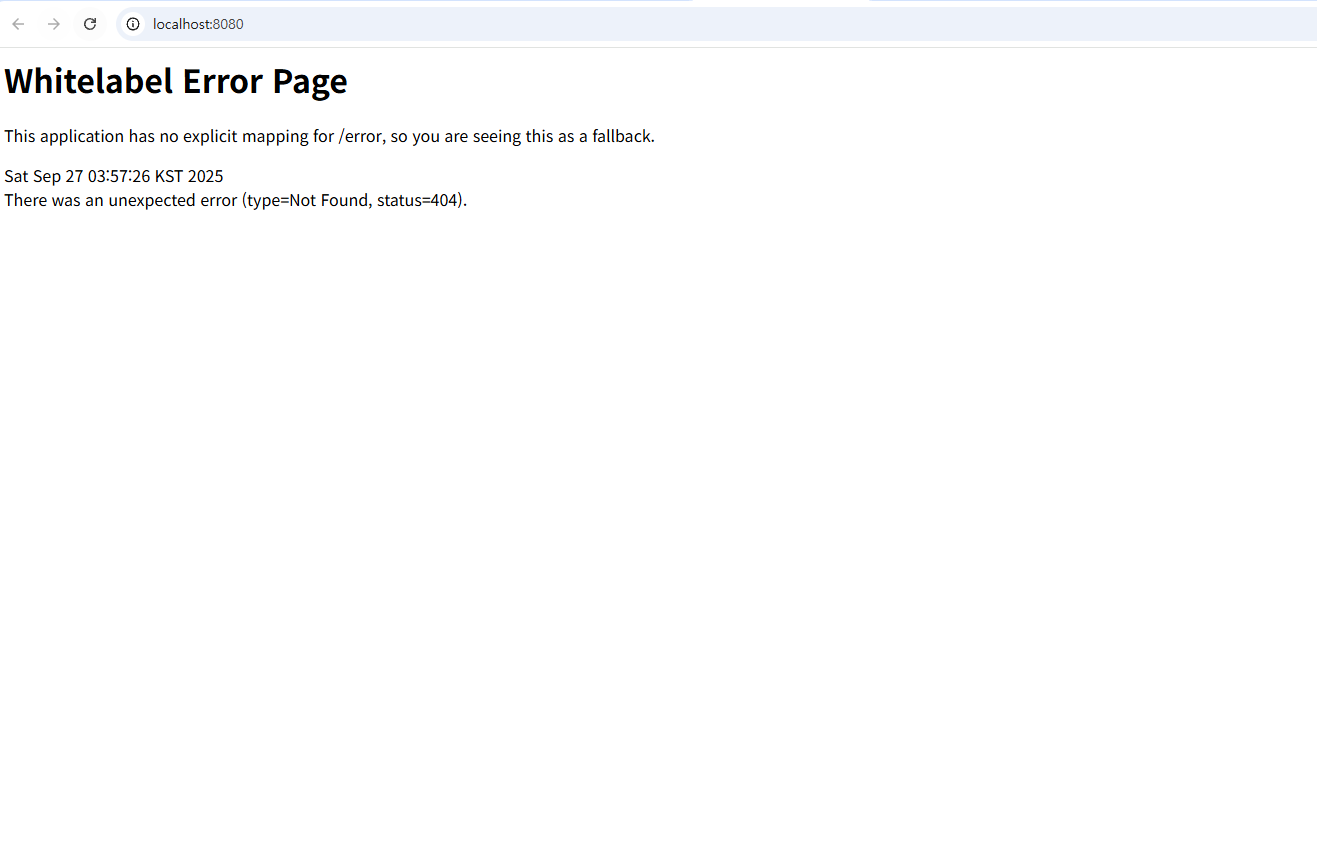 localhost:8080
Whitelabel Error Page
This application has no explicit mapping for /error, so you are seeing this as a fallback.
Sat Sep 27 03:57:26 KST 2025
There was an unexpected error (type=Not Found, status=404).